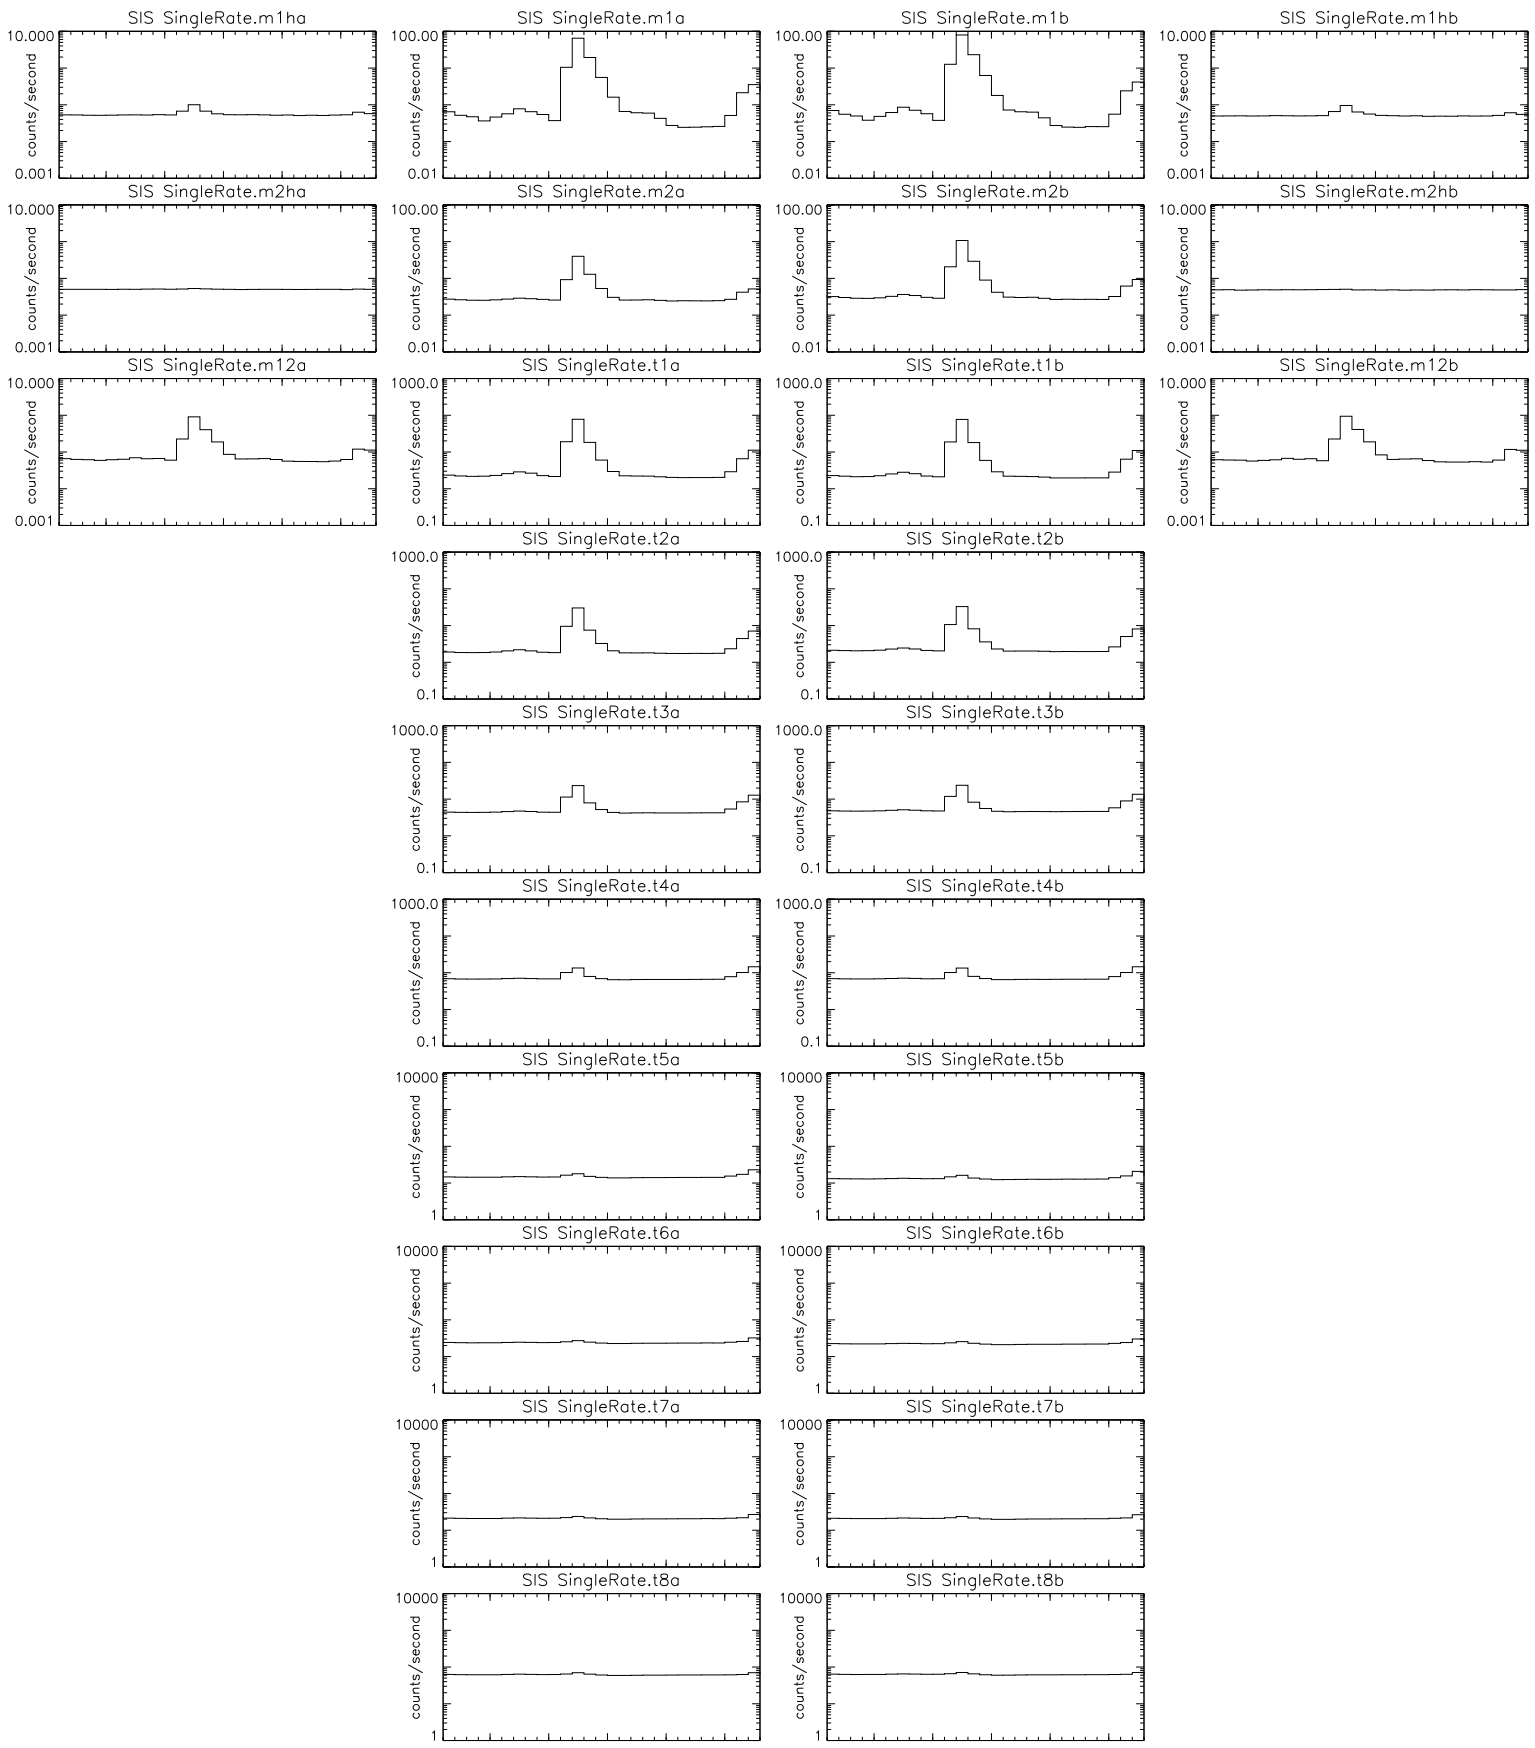 SIS SingleRate.m1ha
10.000
counts/second
0.001
SIS SingleRate.m1a
100.00
counts/second
0.01
SIS SingleRate.m1b
100.00
counts/second
0.01
SIS SingleRate.m1hb
10.000
counts/second
0.001
SIS SingleRate.m2ha
10.000
counts/second
0.001
SIS SingleRate.m2a
100.00
counts/second
0.01
SIS SingleRate.m2b
100.00
counts/second
0.01
SIS SingleRate.m2hb
10.000
counts/second
0.001
SIS SingleRate.m12a
10.000
counts/second
0.001
SIS SingleRate.t1a
1000.0
counts/second
0.1
SIS SingleRate.t1b
1000.0
counts/second
0.1
SIS SingleRate.m12b
10.000
counts/second
0.001
SIS SingleRate.t2a
1000.0
counts/second
0.1
SIS SingleRate.t2b
1000.0
counts/second
0.1
SIS SingleRate.t3a
1000.0
counts/second
0.1
SIS SingleRate.t3b
1000.0
counts/second
0.1
SIS SingleRate.t4a
1000.0
counts/second
0.1
SIS SingleRate.t4b
1000.0
counts/second
0.1
SIS SingleRate.t5a
10000
counts/second
1
SIS SingleRate.t5b
10000
counts/second
1
SIS SingleRate.t6a
10000
counts/second
1
SIS SingleRate.t6b
10000
counts/second
1
SIS SingleRate.t7a
10000
counts/second
1
SIS SingleRate.t7b
10000
counts/second
1
SIS SingleRate.t8a
10000
counts/second
1
SIS SingleRate.t8b
10000
counts/second
1